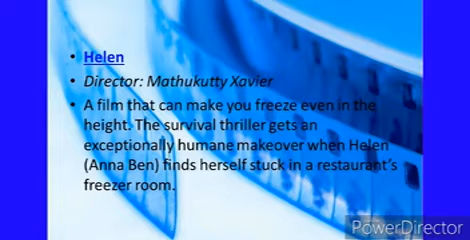 Helen
Director: Mathukutty Xavier
A film that can make you freeze even in the
height. The survival thriller gets an
exceptionally humane makeover when Helen
(Anna Ben) finds herself stuck in a restaurant's
freezer room.
PowerDirector